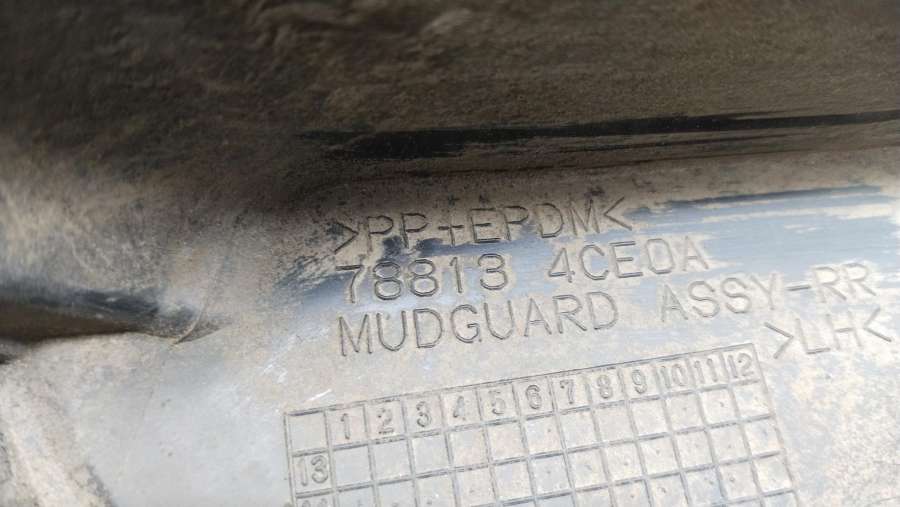 >PP+EPDM<
78813 4CE0A
MUDGUARD ASSY-RR
>LH<
1 2 3 4 5 6 7 8 9 10 11 12
13